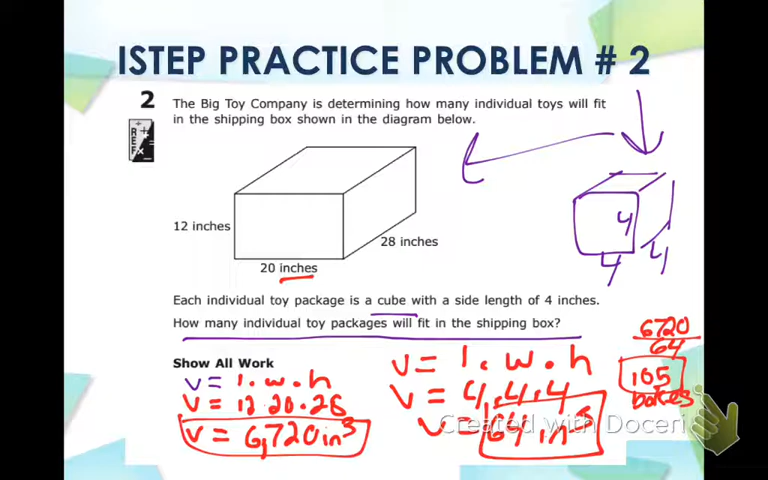 ISTEP PRACTICE PROBLEM # 2
2
The Big Toy Company is determining how many individual toys will fit
in the shipping box shown in the diagram below.
REF
12 inches
28 inches
20 inches
4
4
4
Each individual toy package is a cube with a side length of 4 inches.
How many individual toy packages will fit in the shipping box?
Show All Work
V = l . w . h
V = 12 . 20 . 28
V = 6,720 in³
V = l . w . h
V = 4 . 4 . 4
V = 64 in³
6720
64
105
boxes
Created with Doceri